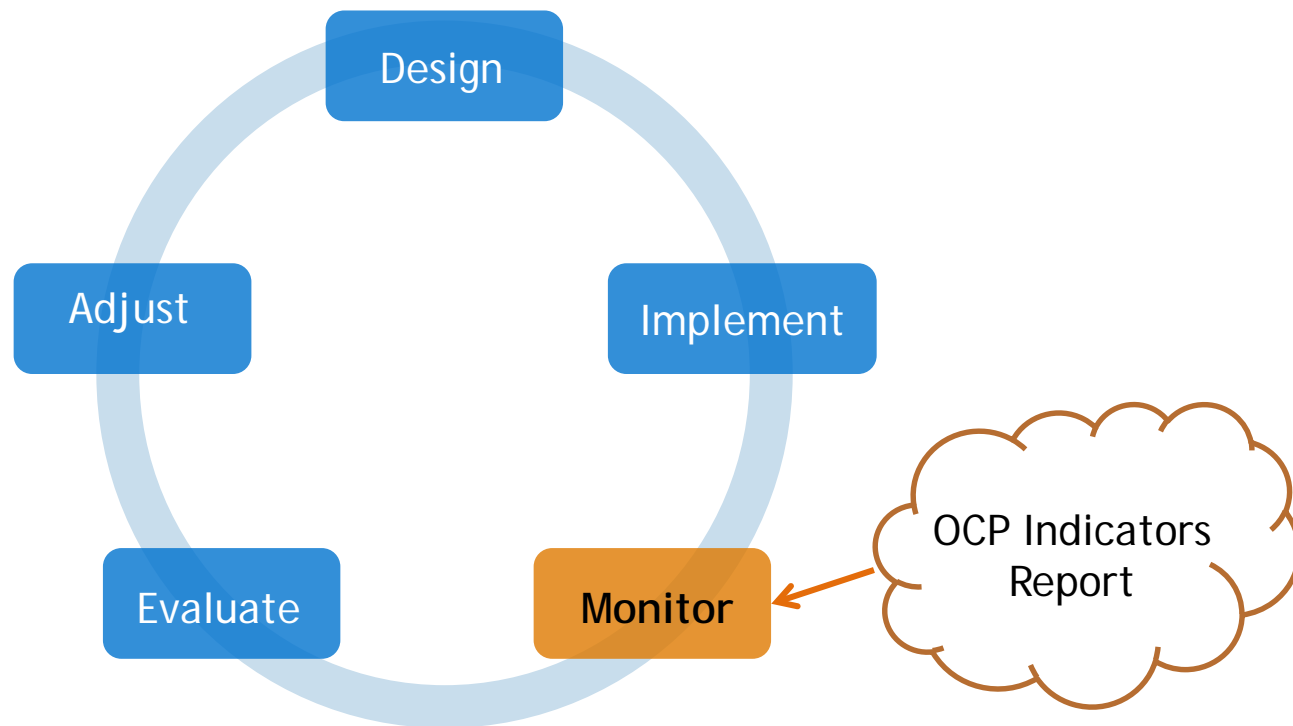 Design
Adjust
Implement
OCP Indicators
Report
Evaluate
Monitor